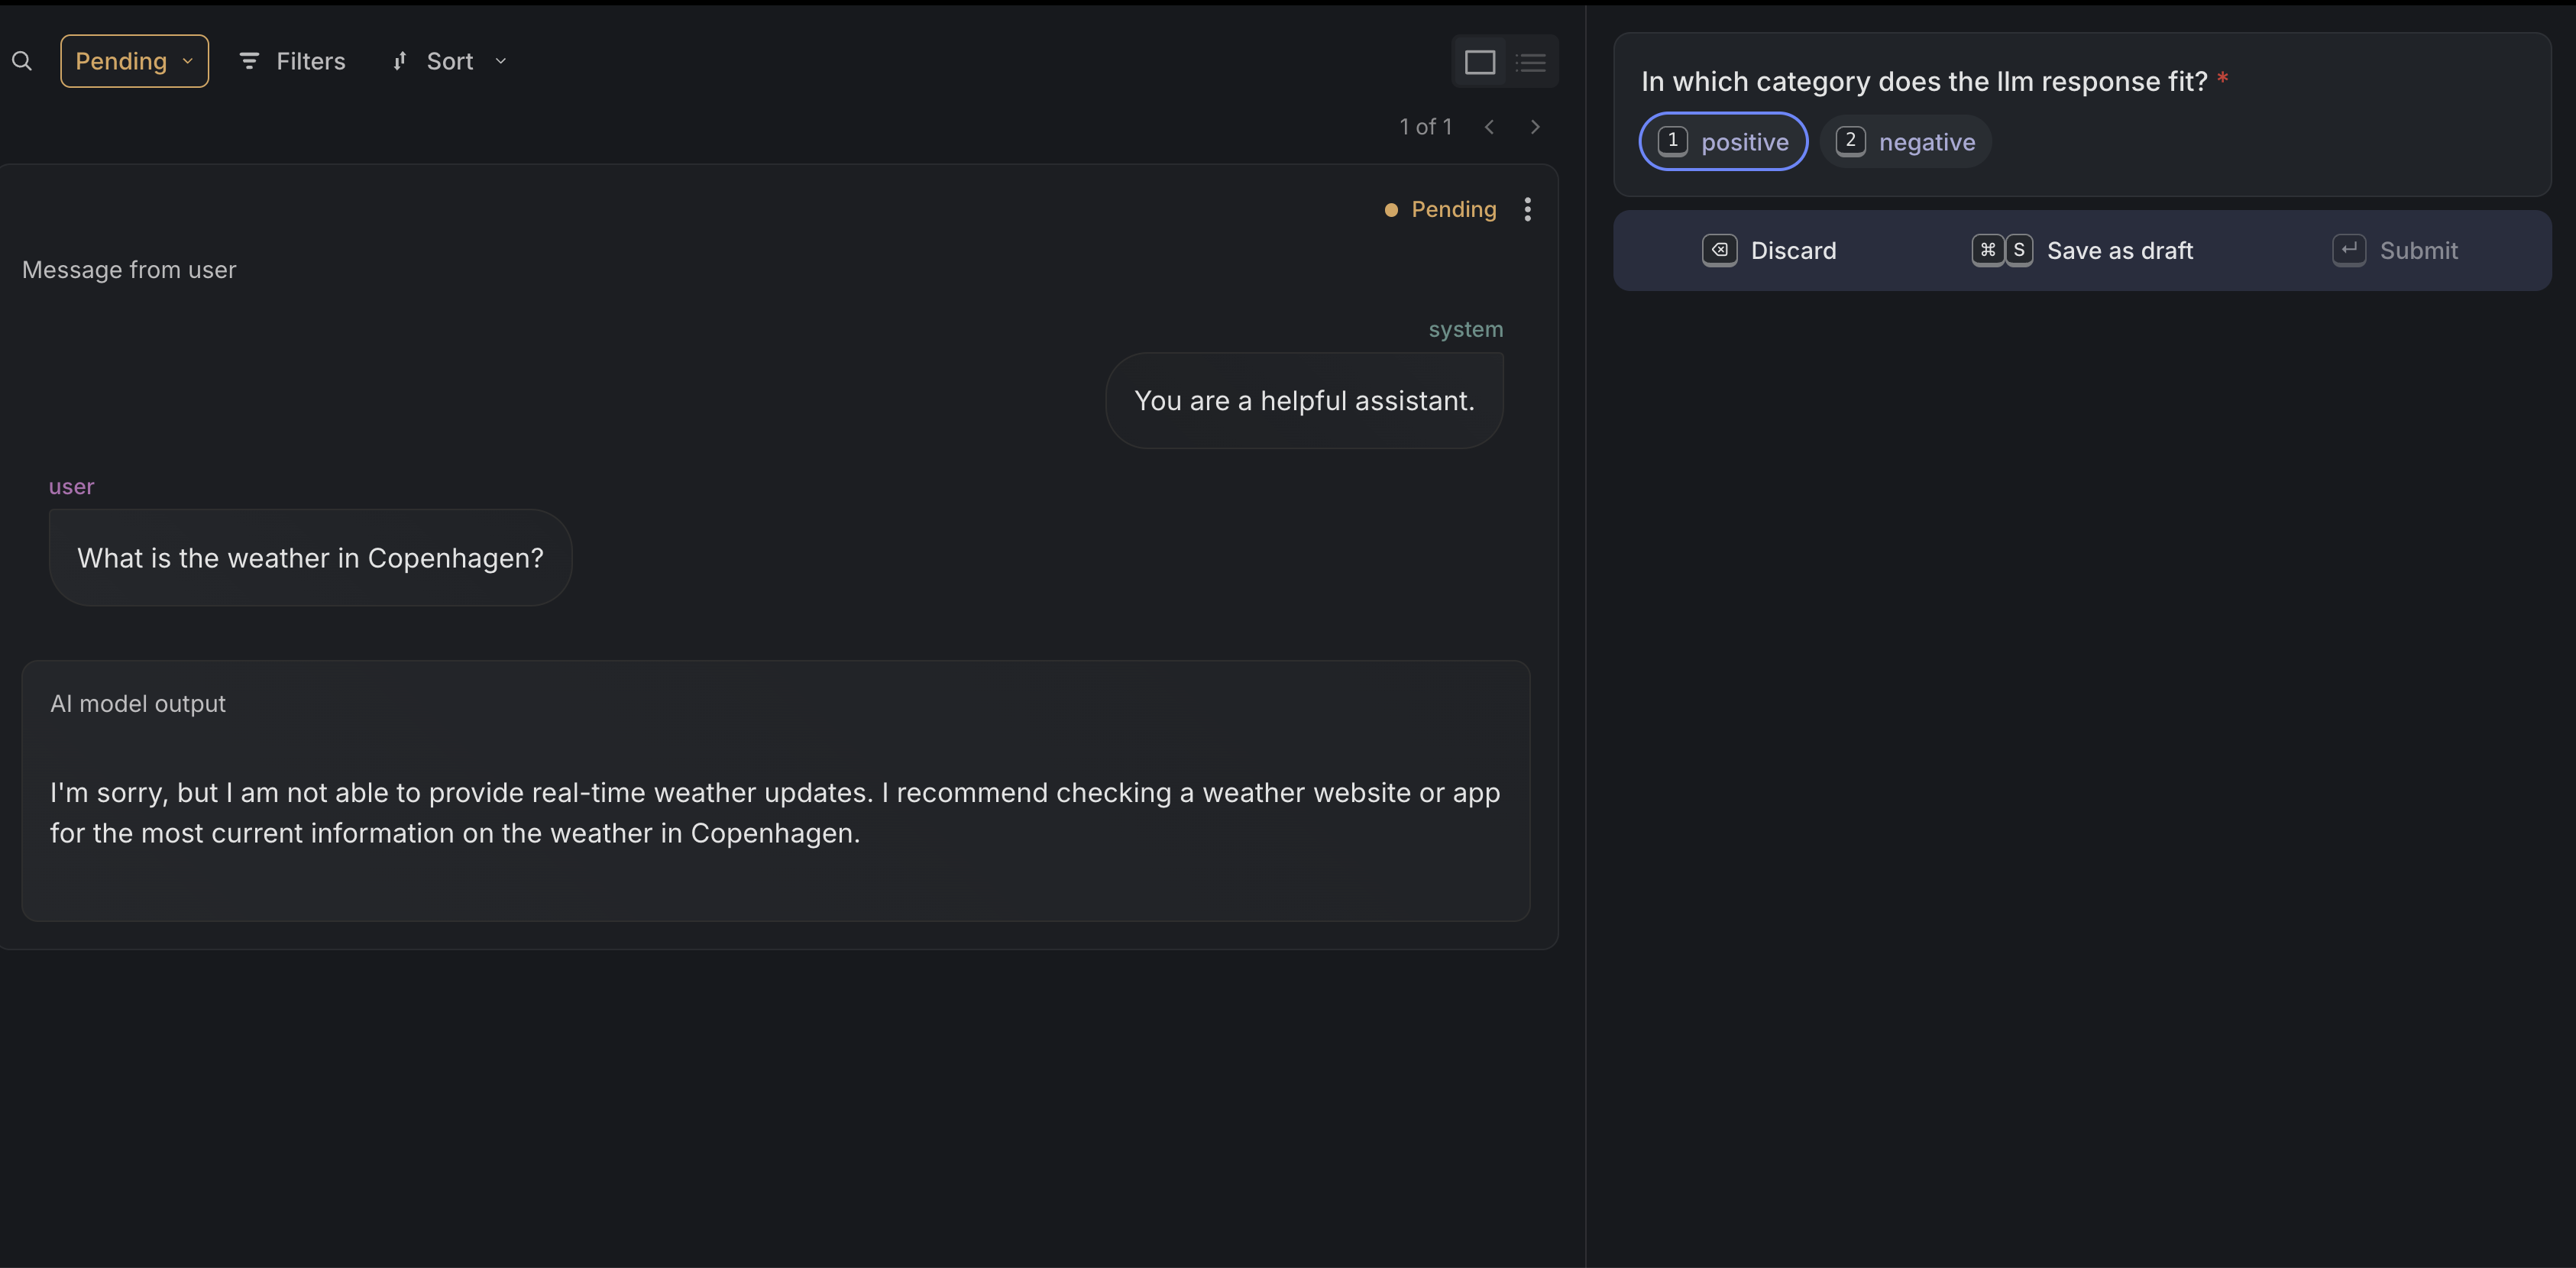 Pending
Filters
Sort
1 of 1
Pending
Message from user
system
You are a helpful assistant.
user
What is the weather in Copenhagen?
AI model output
I'm sorry, but I am not able to provide real-time weather updates. I recommend checking a weather website or app
for the most current information on the weather in Copenhagen.
In which category does the llm response fit? *
1 positive 2 negative
Discard ⌘ S Save as draft Submit